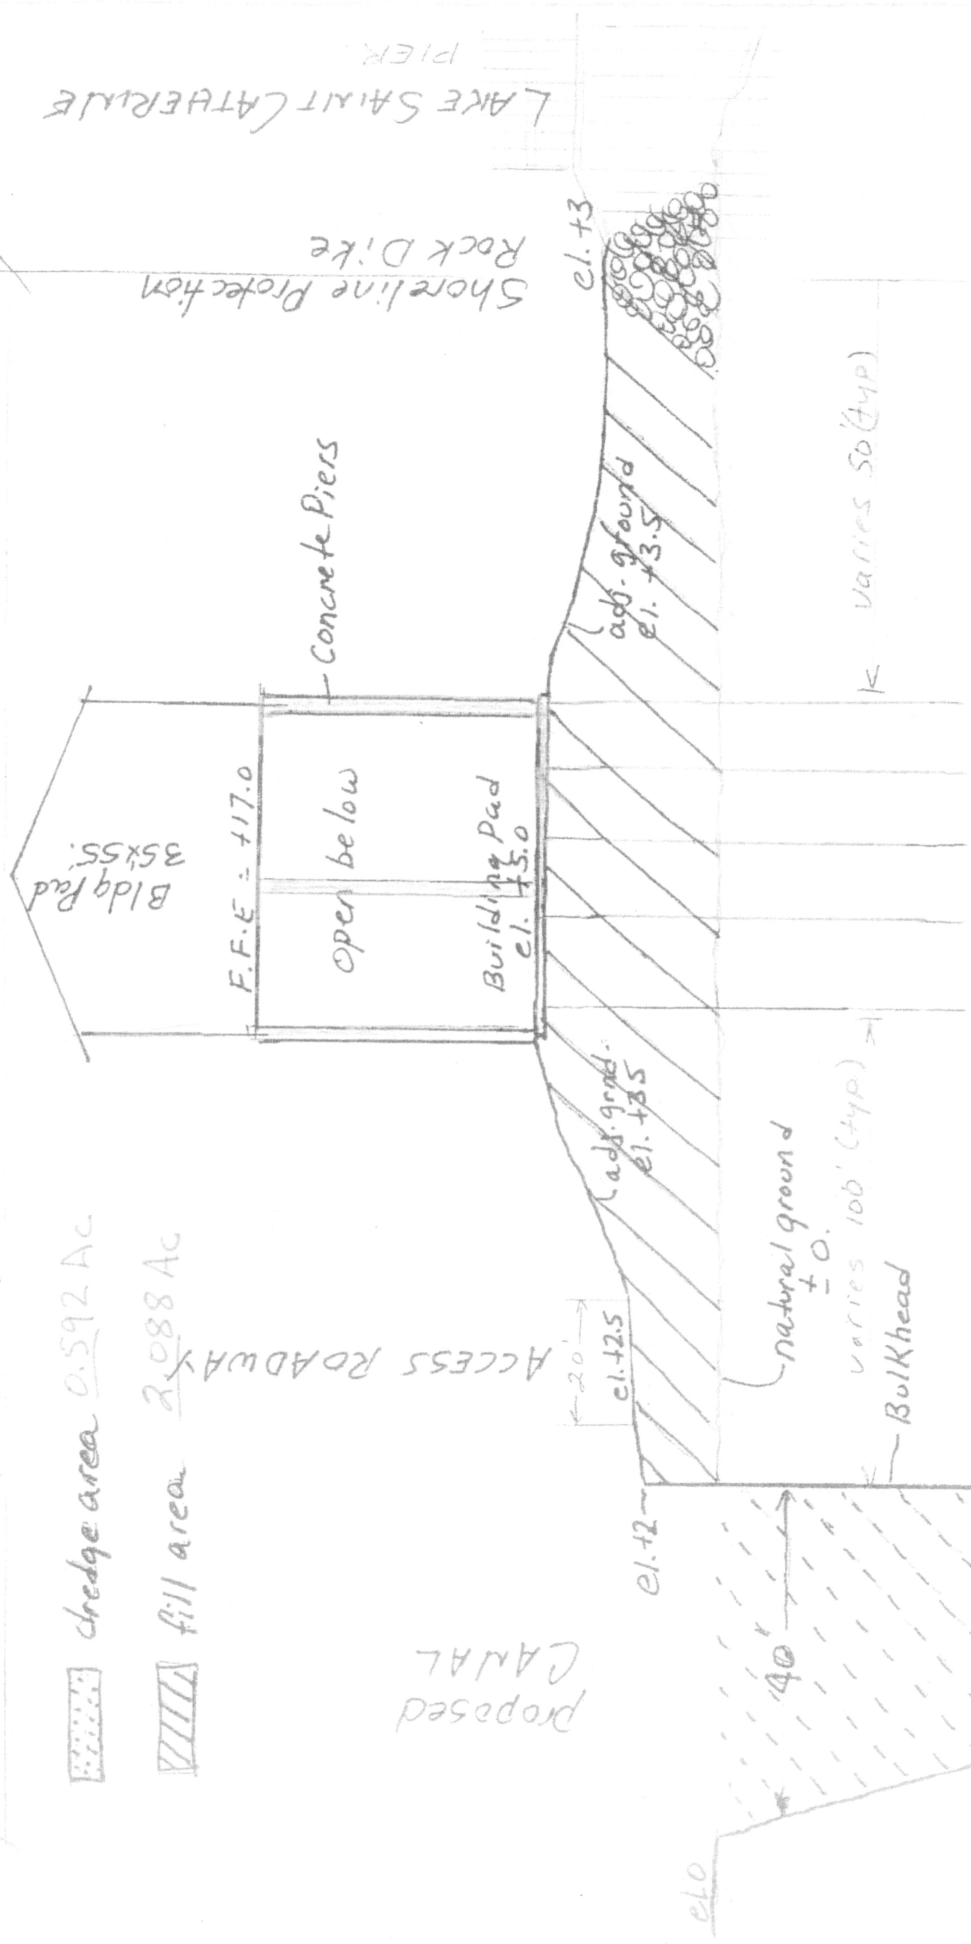 dredge area 0.592 Ac
fill area 2.088 Ac
proposed
CANAL
ACCESS ROADWAY
20'
el. +2.5
el. +2
el. 0
40'
Bulkhead
natural ground
± 0.
varies 100' (typ)
adj. grnd.
el. +3.5
Bldg Pad
35'x55'
F.F.E = +17.0
open below
Building Pad
el. +5.0
Concrete Piers
adj. ground
el. +3.5
varies 50' (typ)
Shoreline Protection
Rock Dike
el. +3
LAKE SAINT CATHERINE
PIER